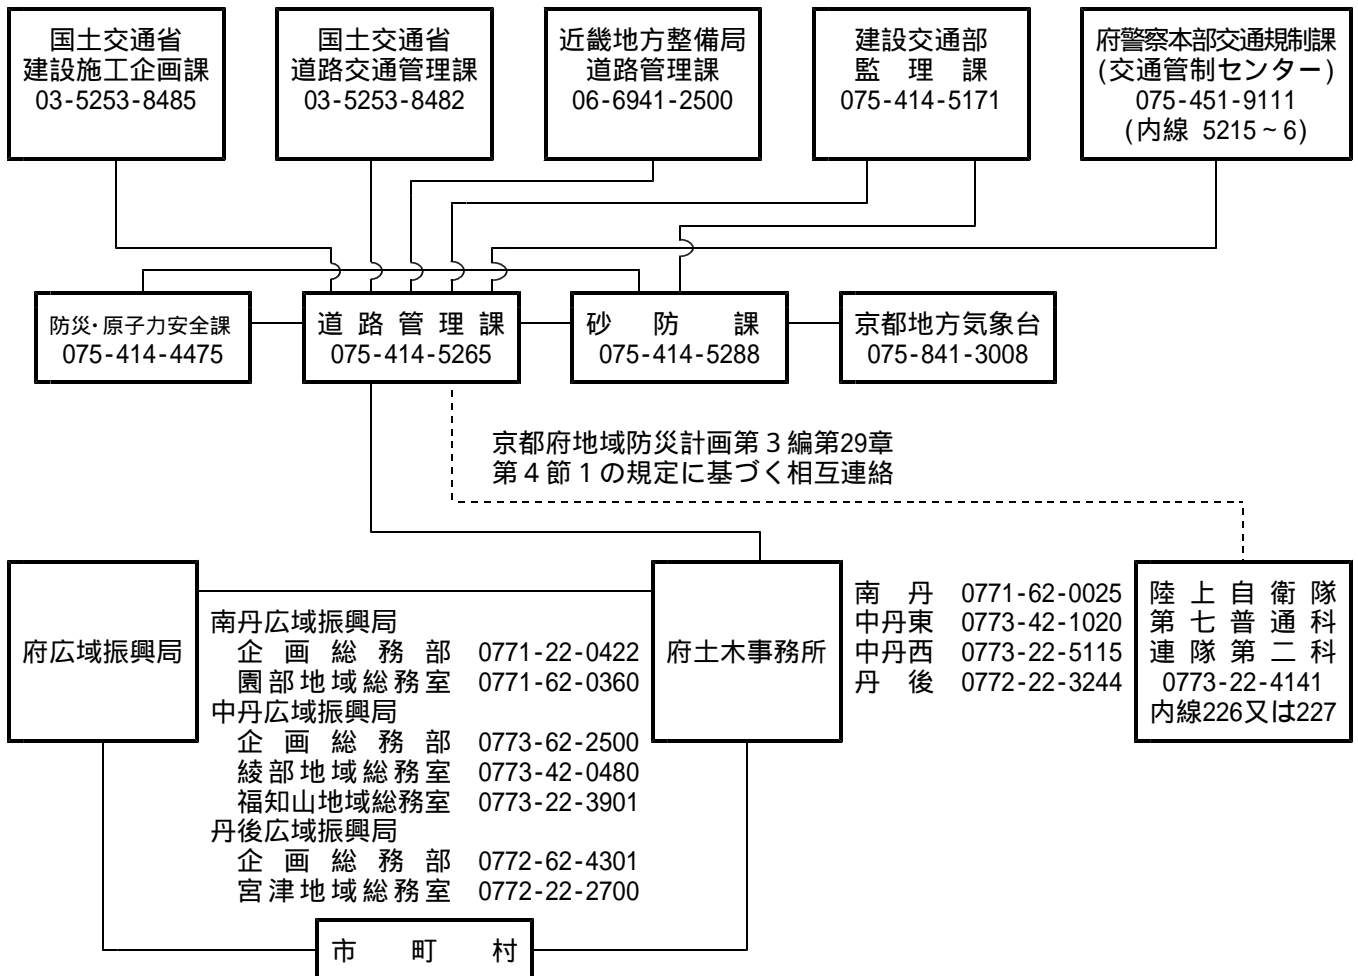 国土交通省
建設施工企画課
03-5253-8485
国土交通省
道路交通管理課
03-5253-8482
近畿地方整備局
道路管理課
06-6941-2500
建設交通部
監理課
075-414-5171
府警察本部交通規制課
(交通管制センター)
075-451-9111
(内線 5215~6)
防災・原子力安全課
075-414-4475
道路管理課
075-414-5265
砂防課
075-414-5288
京都地方気象台
075-841-3008
京都府地域防災計画第3編第29章
第4節1の規定に基づく相互連絡
府広域振興局
南丹広域振興局
企画総務部 0771-22-0422
園部地域総務室 0771-62-0360
中丹広域振興局
企画総務部 0773-62-2500
綾部地域総務室 0773-42-0480
福知山地域総務室 0773-22-3901
丹後広域振興局
企画総務部 0772-62-4301
宮津地域総務室 0772-22-2700
府土木事務所
南丹 0771-62-0025
中丹東 0773-42-1020
中丹西 0773-22-5115
丹後 0772-22-3244
陸上自衛隊
第七普通科
連隊第二科
0773-22-4141
内線226又は227
市町村